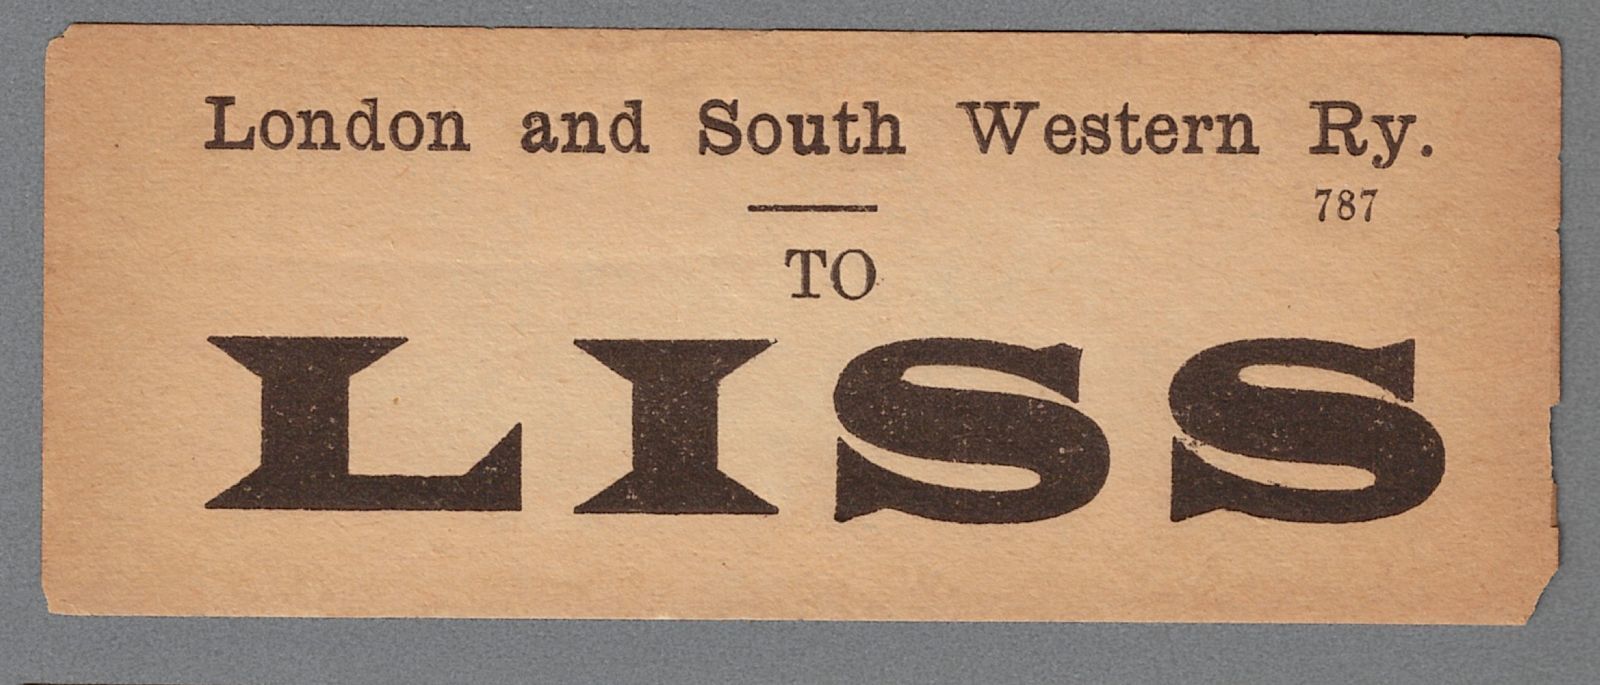 London and South Western Ry.
787
TO
LISS